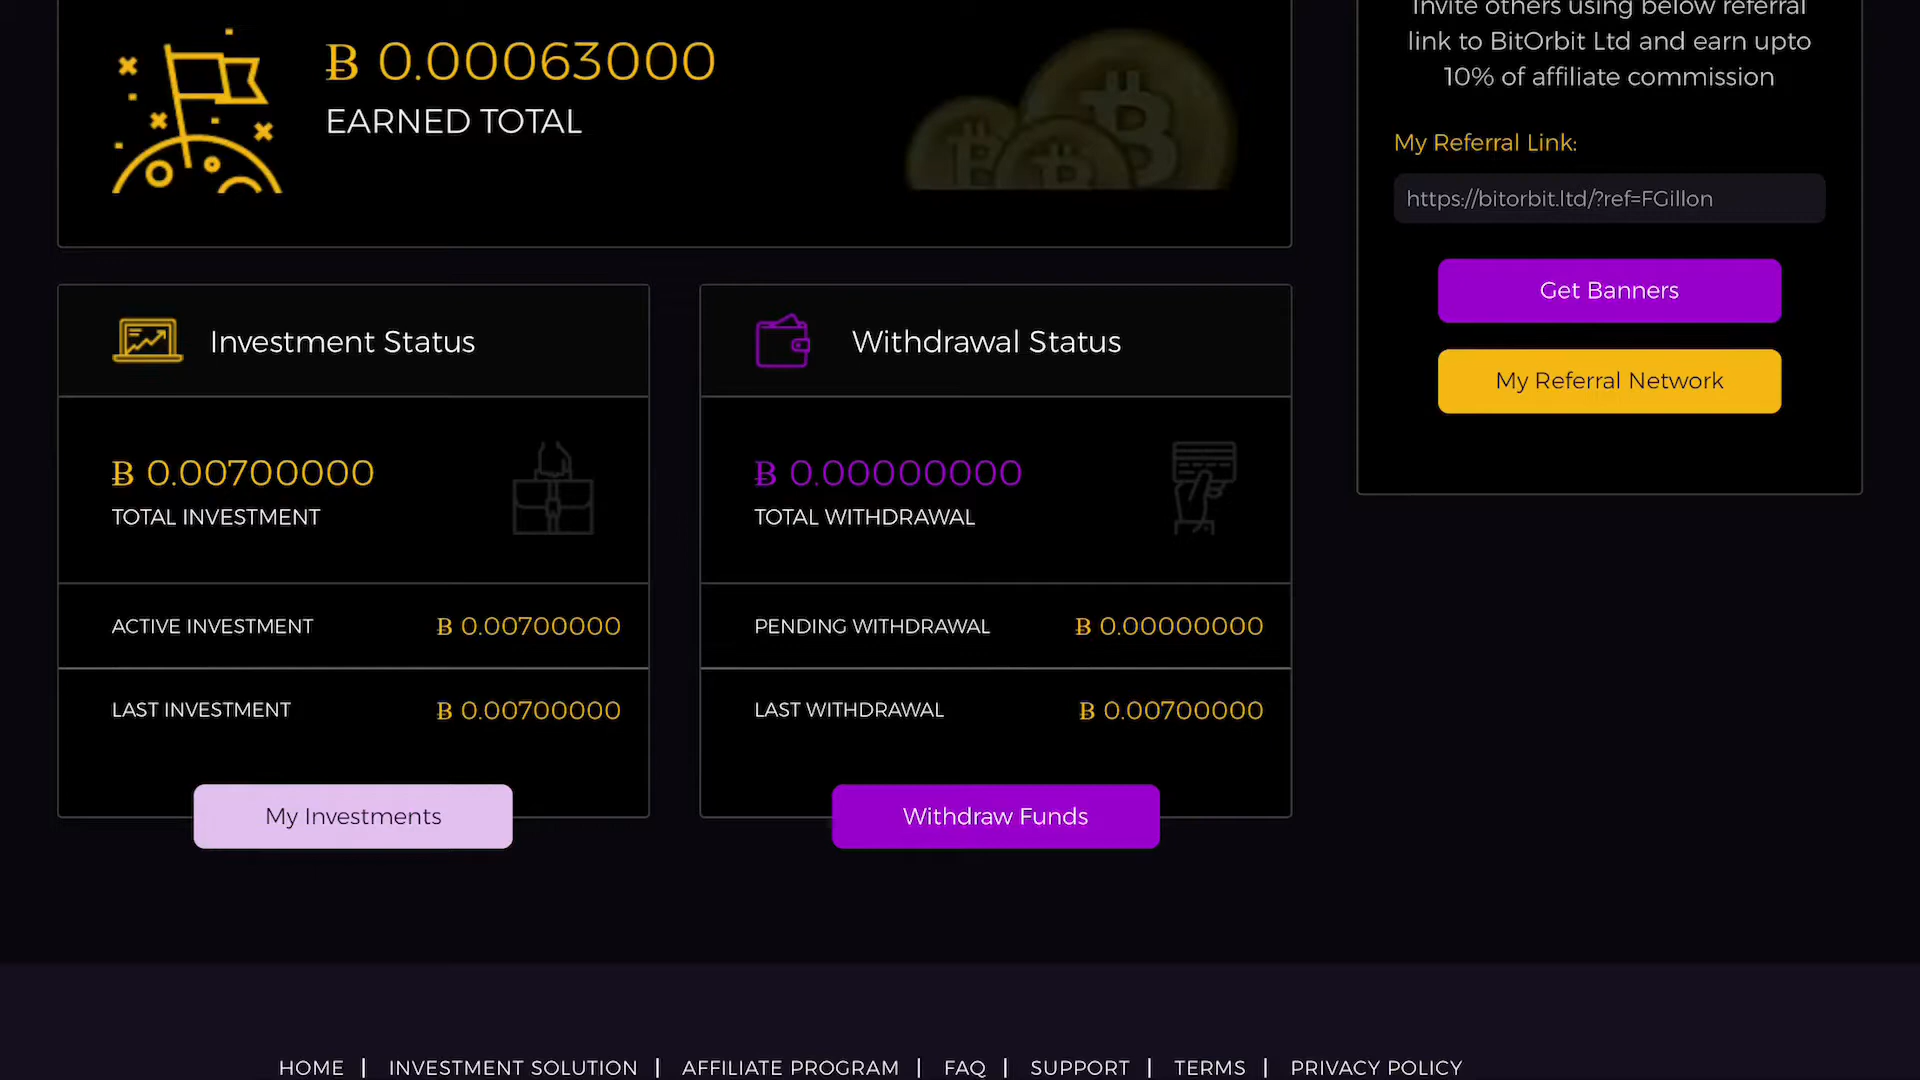 Ƀ 0.00063000
EARNED TOTAL
Invite others using below referral
link to BitOrbit Ltd and earn upto
10% of affiliate commission
My Referral Link:
https://bitorbit.ltd/?ref=FGillon
Get Banners
My Referral Network
Investment Status
Ƀ 0.00700000
TOTAL INVESTMENT
ACTIVE INVESTMENT Ƀ 0.00700000
LAST INVESTMENT Ƀ 0.00700000
My Investments
Withdrawal Status
Ƀ 0.00000000
TOTAL WITHDRAWAL
PENDING WITHDRAWAL Ƀ 0.00000000
LAST WITHDRAWAL Ƀ 0.00700000
Withdraw Funds
HOME | INVESTMENT SOLUTION | AFFILIATE PROGRAM | FAQ | SUPPORT | TERMS | PRIVACY POLICY